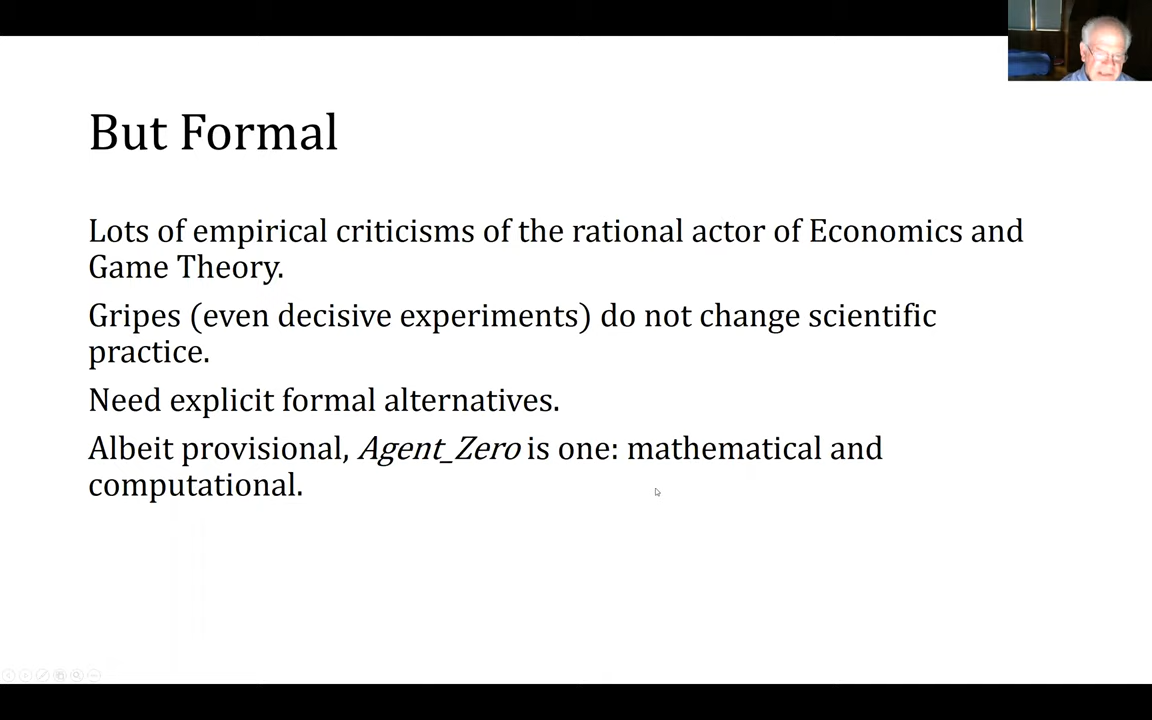 But Formal
Lots of empirical criticisms of the rational actor of Economics and
Game Theory.
Gripes (even decisive experiments) do not change scientific
practice.
Need explicit formal alternatives.
Albeit provisional, Agent_Zero is one: mathematical and
computational.